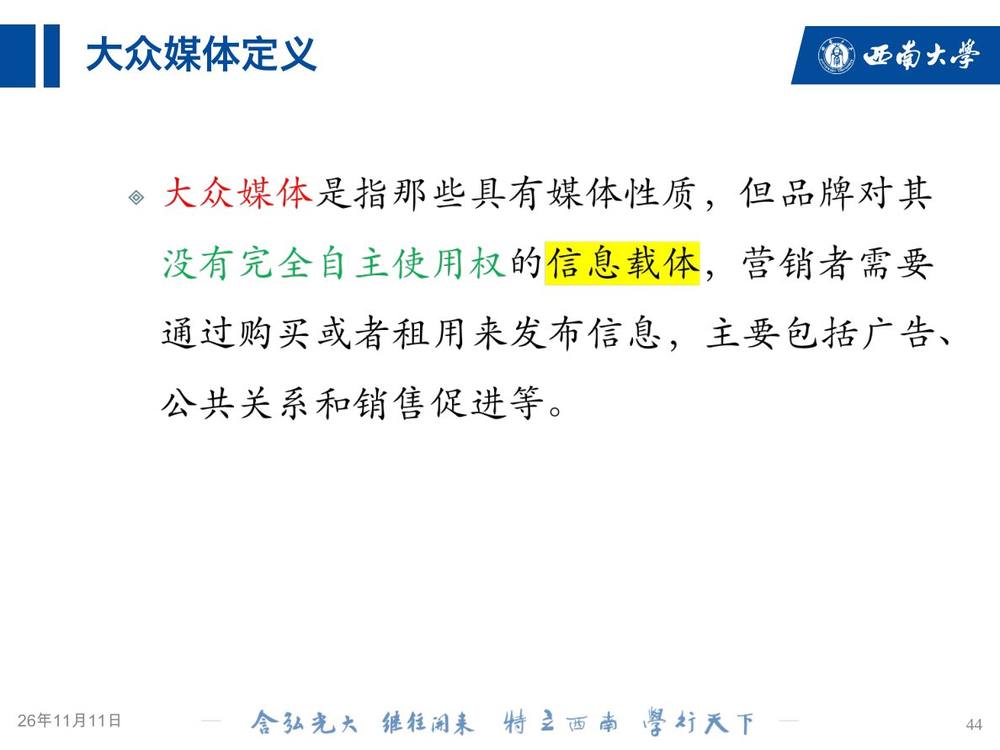 大众媒体定义
西南大学
大众媒体是指那些具有媒体性质，但品牌对其
没有完全自主使用权的信息载体，营销者需要
通过购买或者租用来发布信息，主要包括广告、
公共关系和销售促进等。
26年11月11日
含弘光大 继往开来 特立西南 学行天下
44